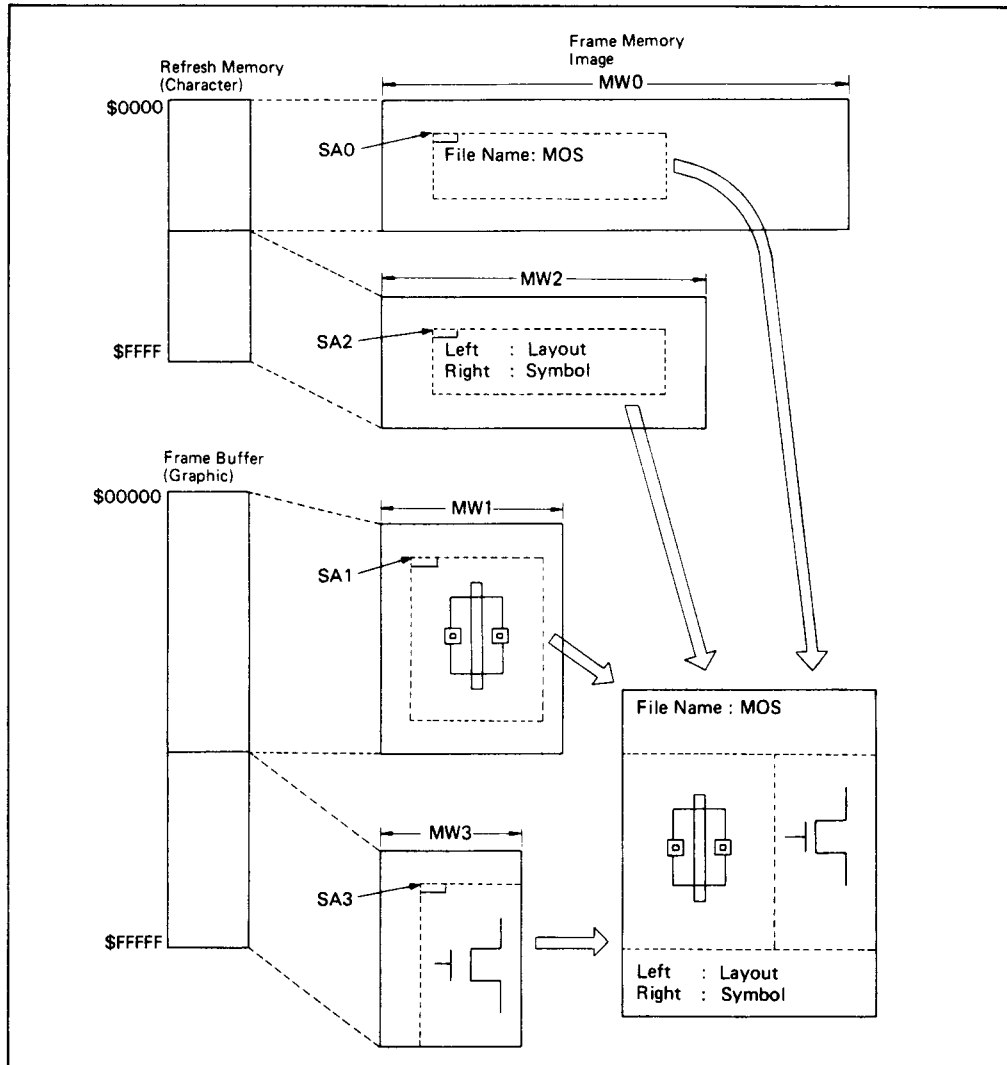 Frame Memory
Image
Refresh Memory
(Character)
MW0
$0000
SA0
File Name: MOS
MW2
SA2
Left : Layout
Right : Symbol
$FFFF
Frame Buffer
(Graphic)
$00000
MW1
SA1
File Name : MOS
MW3
SA3
$FFFFF
Left : Layout
Right : Symbol